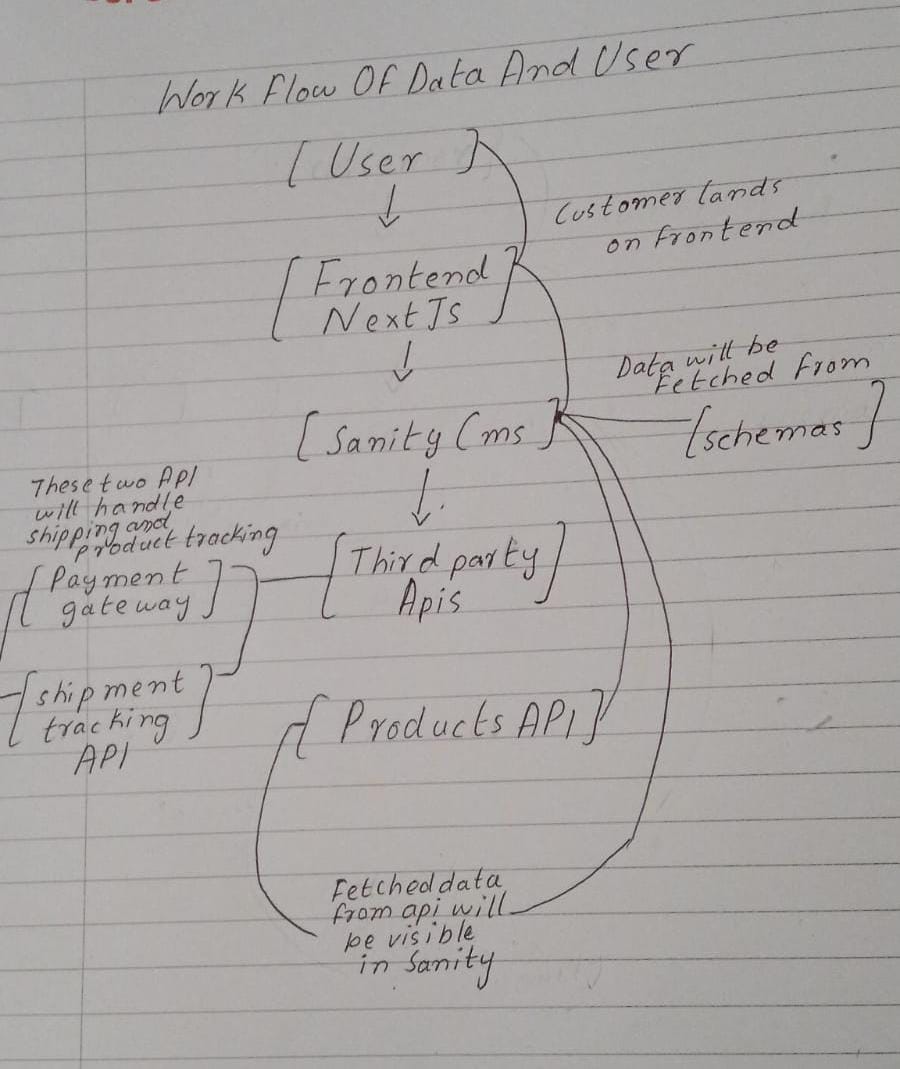 Work Flow Of Data And User
[ User ]
Customer lands
on frontend
[ Frontend
Next Js ]
Data will be
Fetched from
[ Sanity Cms ]
[schemas]
These two API
will handle
shipping and
product tracking
[ Third party
Apis ]
[ Payment
gateway ]
[ shipment
tracking
API ]
[ Products API ]
Fetched data
from api will
be visible
in Sanity